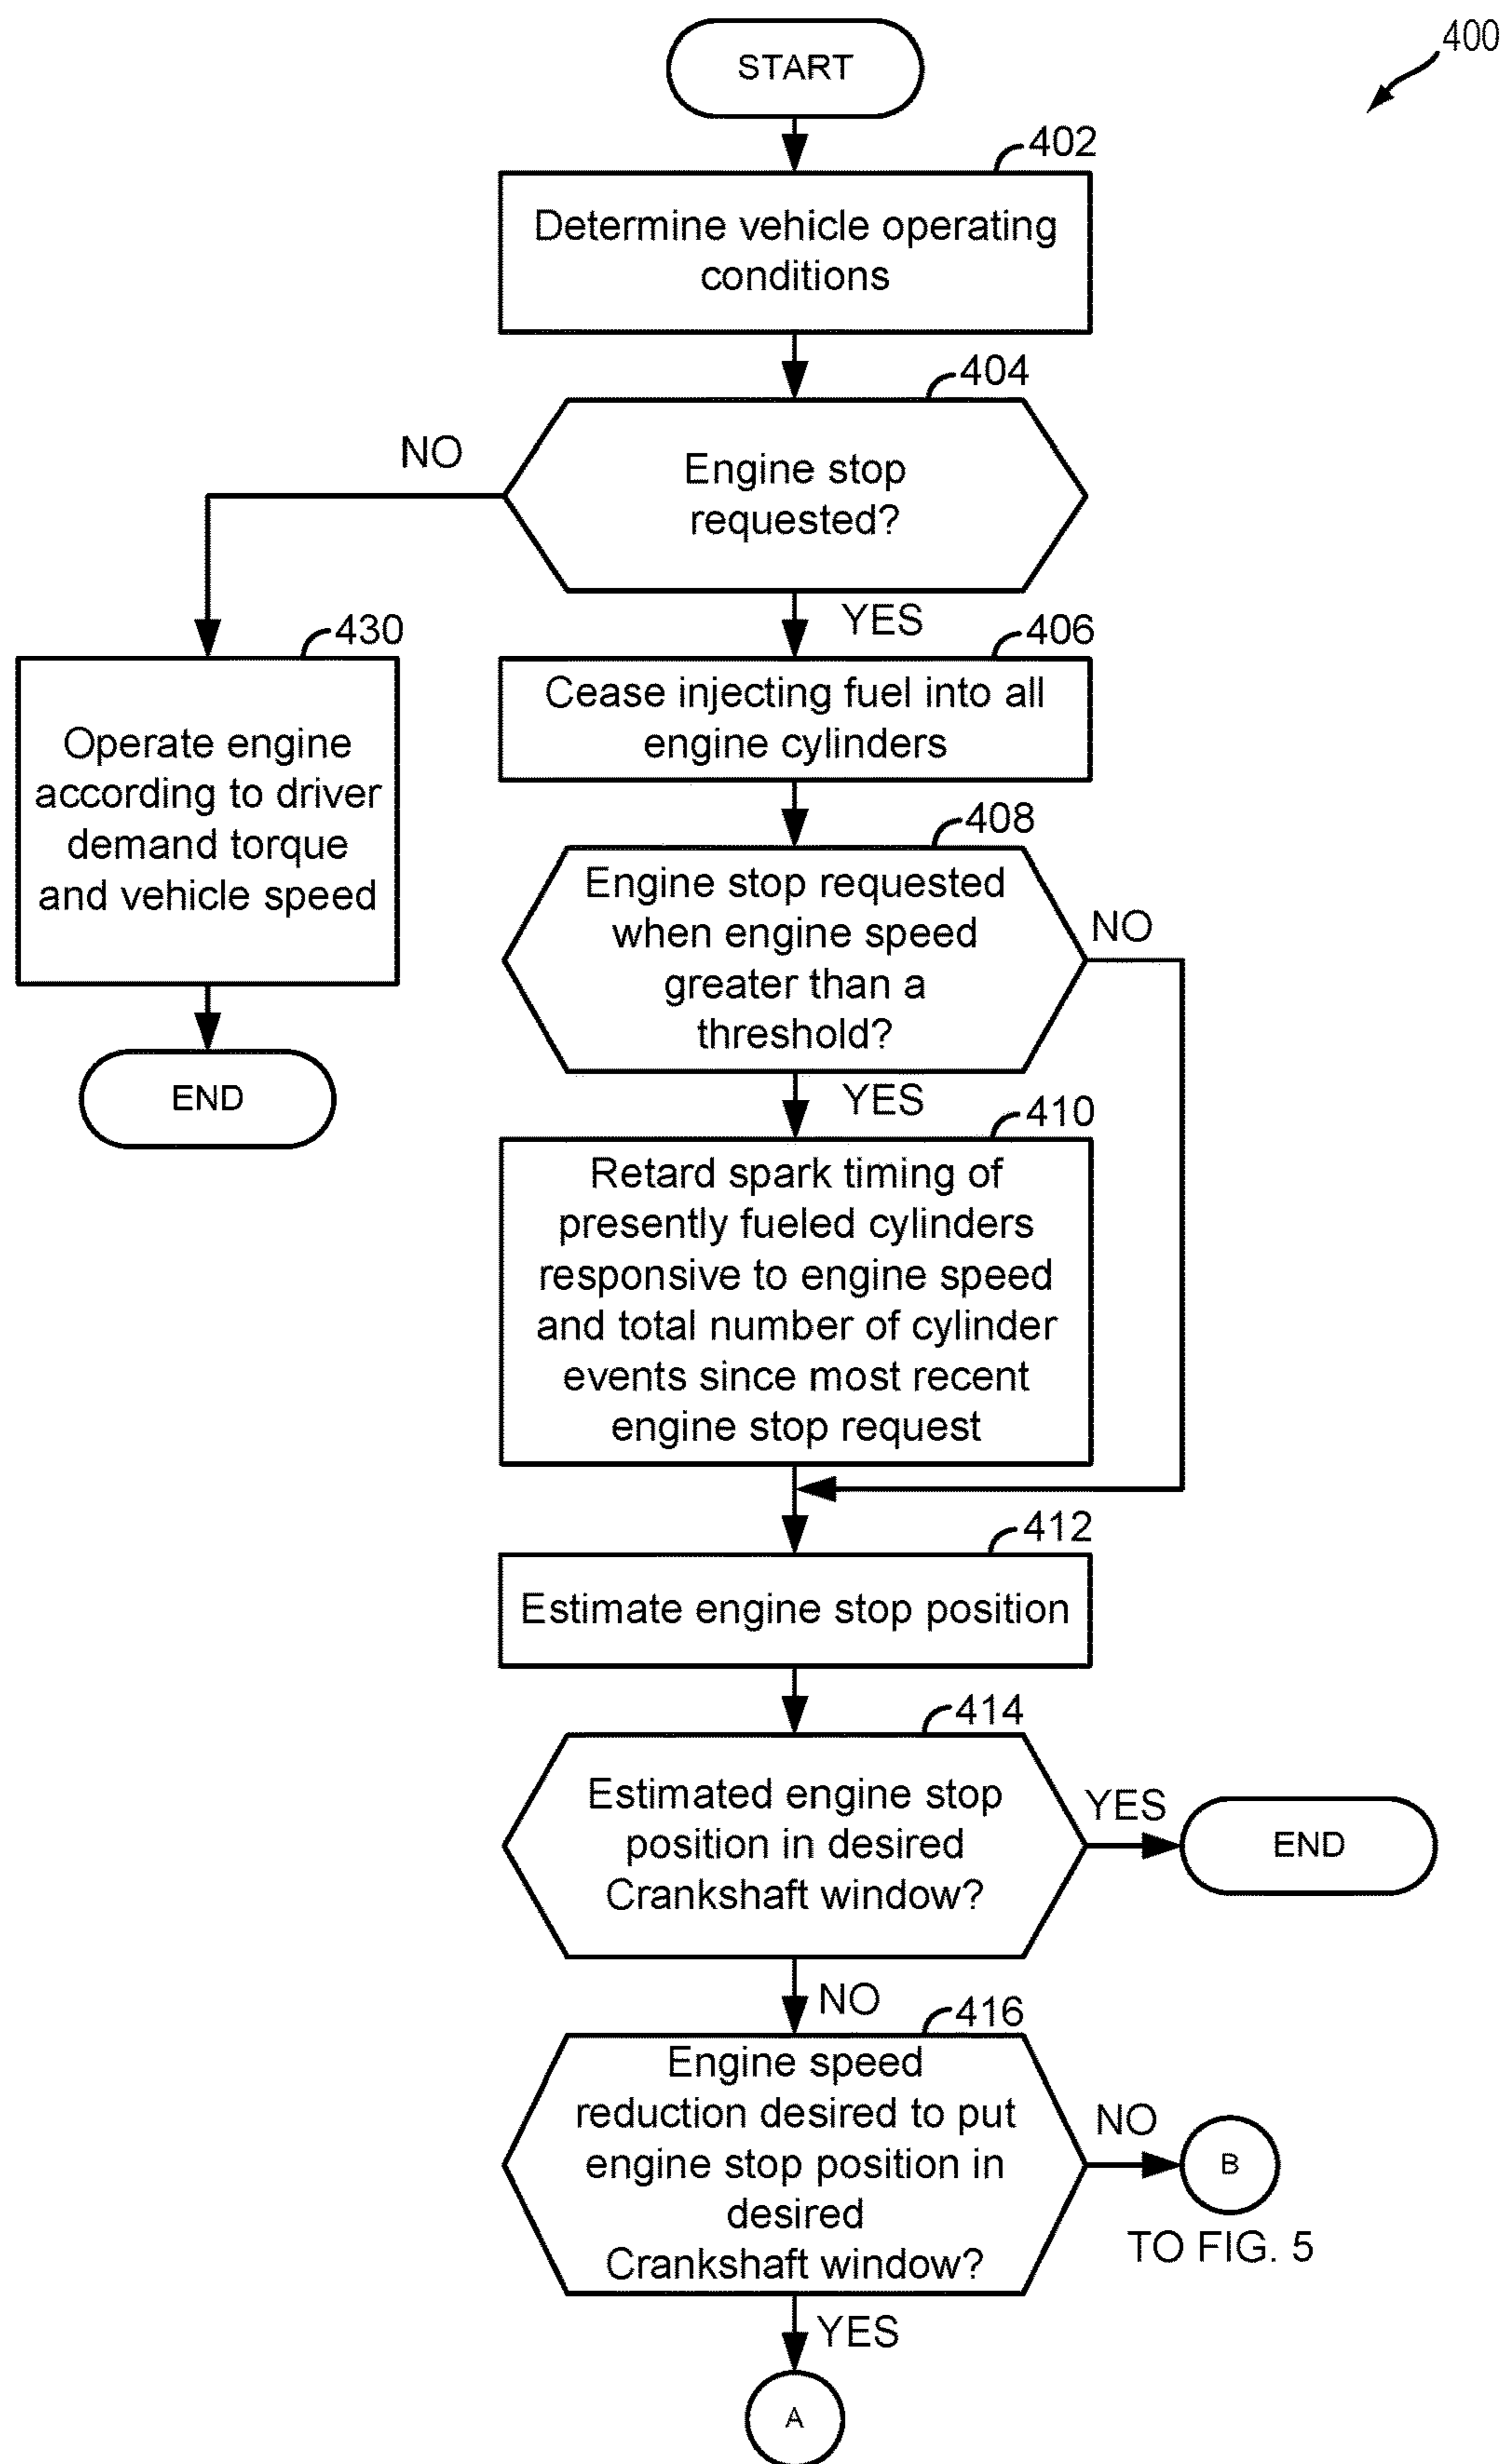 400
START
402
Determine vehicle operating
conditions
404
NO
Engine stop
requested?
YES
430
406
Operate engine
according to driver
demand torque
and vehicle speed
END
Cease injecting fuel into all
engine cylinders
408
Engine stop requested
when engine speed
greater than a
threshold?
NO
YES
410
Retard spark timing of
presently fueled cylinders
responsive to engine speed
and total number of cylinder
events since most recent
engine stop request
412
Estimate engine stop position
414
Estimated engine stop
position in desired
Crankshaft window?
YES
END
NO
416
Engine speed
reduction desired to put
engine stop position in
desired
Crankshaft window?
NO
B
TO FIG. 5
YES
A